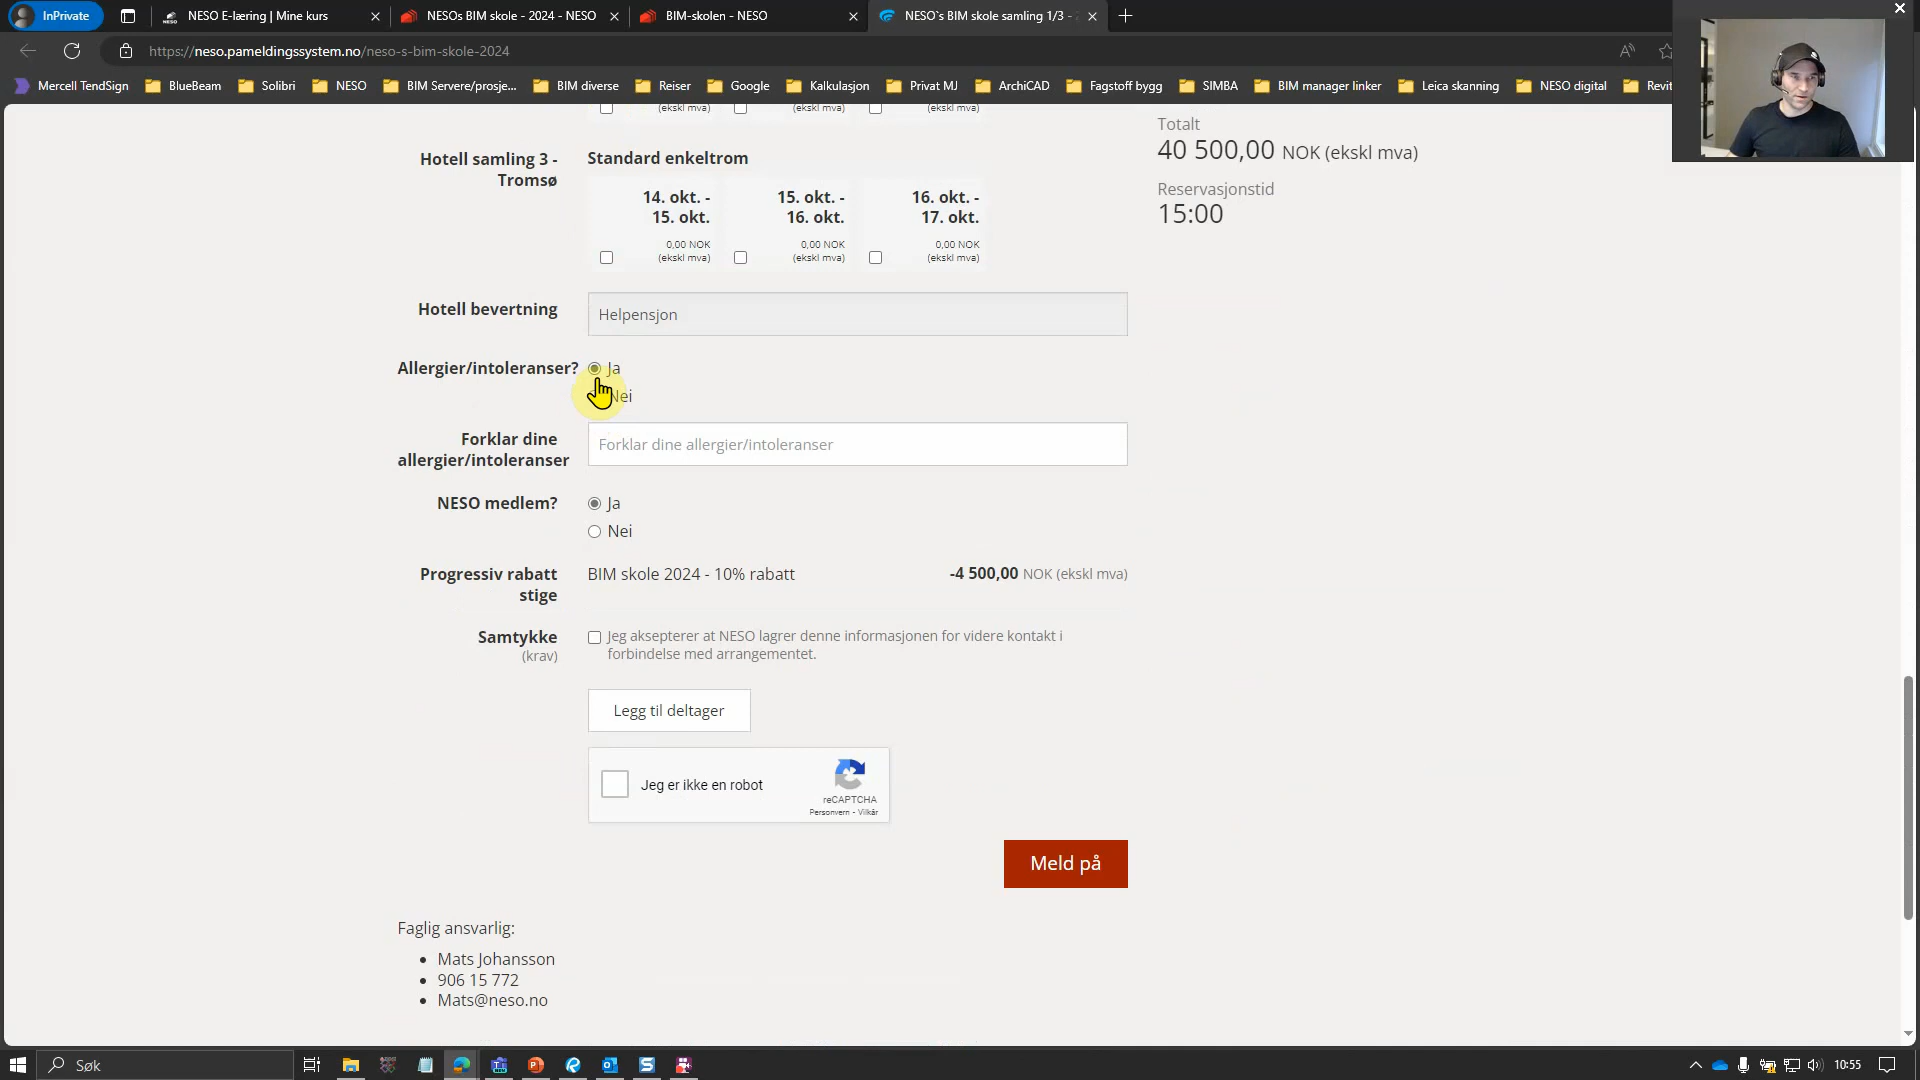 InPrivate
NESO E-læring | Mine kurs
NESOs BIM skole - 2024 - NESO
BIM-skolen - NESO
NESO`s BIM skole samling 1/3 -
https://neso.pameldingssystem.no/neso-s-bim-skole-2024
Mercell TendSign
BlueBeam
Solibri
NESO
BIM Servere/prosje...
BIM diverse
Reiser
Google
Kalkulasjon
Privat MJ
ArchiCAD
Fagstoff bygg
SIMBA
BIM manager linker
Leica skanning
NESO digital
Revit
(ekskl mva) (ekskl mva) (ekskl mva)
Totalt
40 500,00 NOK (ekskl mva)
Reservasjonstid
15:00
Hotell samling 3 -
Tromsø
Standard enkeltrom
14. okt. - 15. okt. - 16. okt. -
15. okt. 16. okt. 17. okt.
0,00 NOK 0,00 NOK 0,00 NOK
(ekskl mva) (ekskl mva) (ekskl mva)
Hotell bevertning
Helpensjon
Allergier/intoleranser?
Ja
Nei
Forklar dine
allergier/intoleranser
Forklar dine allergier/intoleranser
NESO medlem?
Ja
Nei
Progressiv rabatt
stige
BIM skole 2024 - 10% rabatt
-4 500,00 NOK (ekskl mva)
Samtykke
(krav)
Jeg aksepterer at NESO lagrer denne informasjonen for videre kontakt i
forbindelse med arrangementet.
Legg til deltager
Jeg er ikke en robot
reCAPTCHA
Personvern - Vilkår
Meld på
Faglig ansvarlig:
Mats Johansson
906 15 772
Mats@neso.no
Søk
10:55